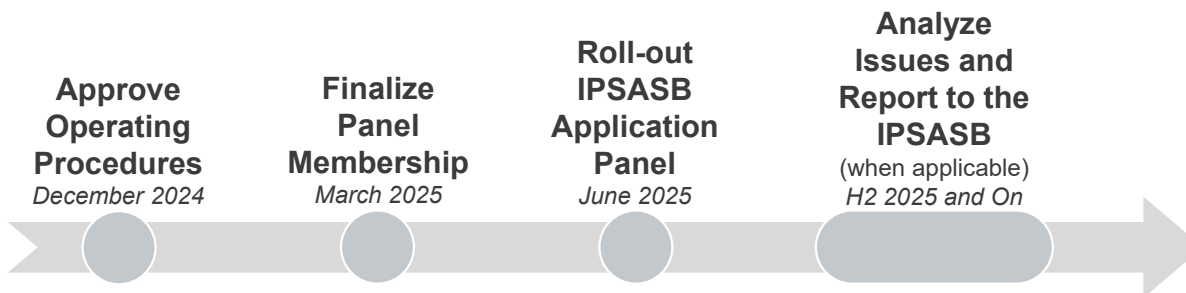 Approve
Operating
Procedures
December 2024
Finalize
Panel
Membership
March 2025
Roll-out
IPSASB
Application
Panel
June 2025
Analyze
Issues and
Report to the
IPSASB
(when applicable)
H2 2025 and On